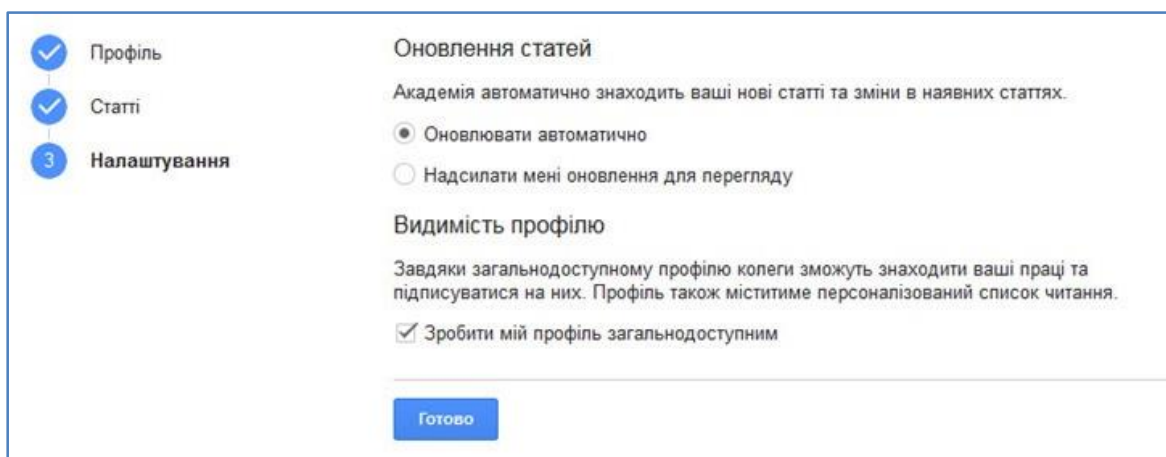 Профіль
Статті
3 Налаштування
Оновлення статей
Академія автоматично знаходить ваші нові статті та зміни в наявних статтях.
Оновлювати автоматично
Надсилати мені оновлення для перегляду
Видимість профілю
Завдяки загальнодоступному профілю колеги зможуть знаходити ваші праці та
підписуватися на них. Профіль також міститиме персоналізований список читання.
Зробити мій профіль загальнодоступним
Готово